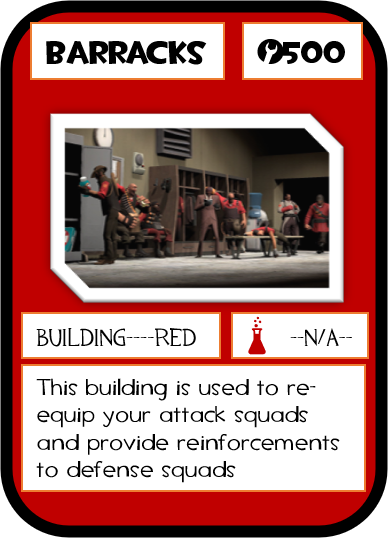 BARRACKS
500
BUILDING----RED
--N/A--
This building is used to re-
equip your attack squads
and provide reinforcements
to defense squads